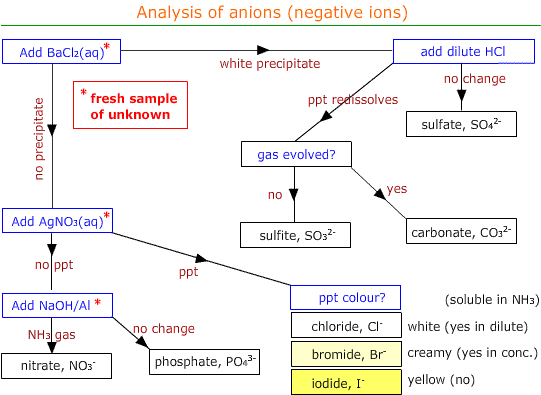 Analysis of anions (negative ions)
Add BaCl₂(aq)*
white precipitate
add dilute HCl
no change
* fresh sample
of unknown
ppt redissolves
sulfate, SO₄²⁻
no precipitate
gas evolved?
no
yes
Add AgNO₃(aq)*
sulfite, SO₃²⁻
carbonate, CO₃²⁻
no ppt
ppt
Add NaOH/Al *
ppt colour?
(soluble in NH₃)
NH₃ gas
no change
chloride, Cl⁻
white (yes in dilute)
nitrate, NO₃⁻
phosphate, PO₄³⁻
bromide, Br⁻
creamy (yes in conc.)
iodide, I⁻
yellow (no)